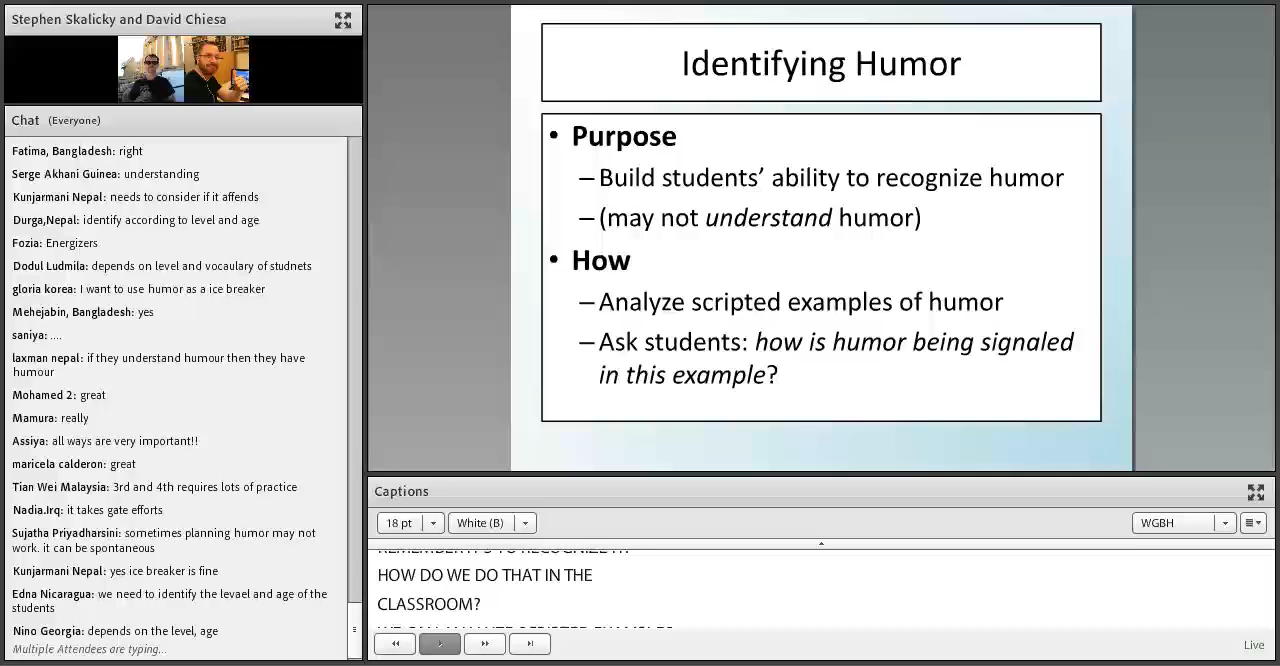 Stephen Skalicky and David Chiesa
Chat (Everyone)
Fatima, Bangladesh: right
Serge Akhani Guinea: understanding
Kunjarmani Nepal: needs to consider if it affends
Durga,Nepal: identify according to level and age
Fozia: Energizers
Dodul Ludmila: depends on level and vocaulary of studnets
gloria korea: I want to use humor as a ice breaker
Mehejabin, Bangladesh: yes
saniya: ....
laxman nepal: if they understand humour then they have
humour
Mohamed 2: great
Mamura: really
Assiya: all ways are very important!!
maricela calderon: great
Tian Wei Malaysia: 3rd and 4th requires lots of practice
Nadia.Irq: it takes gate efforts
Sujatha Priyadharsini: sometimes planning humor may not
work. it can be spontaneous
Kunjarmani Nepal: yes ice breaker is fine
Edna Nicaragua: we need to identify the levael and age of the
students
Nino Georgia: depends on the level, age
Multiple Attendees are typing...
Identifying Humor
• Purpose
– Build students’ ability to recognize humor
– (may not understand humor)
• How
– Analyze scripted examples of humor
– Ask students: how is humor being signaled
in this example?
Captions
18 pt
White (B)
WGBH
HOW DO WE DO THAT IN THE
CLASSROOM?
Live